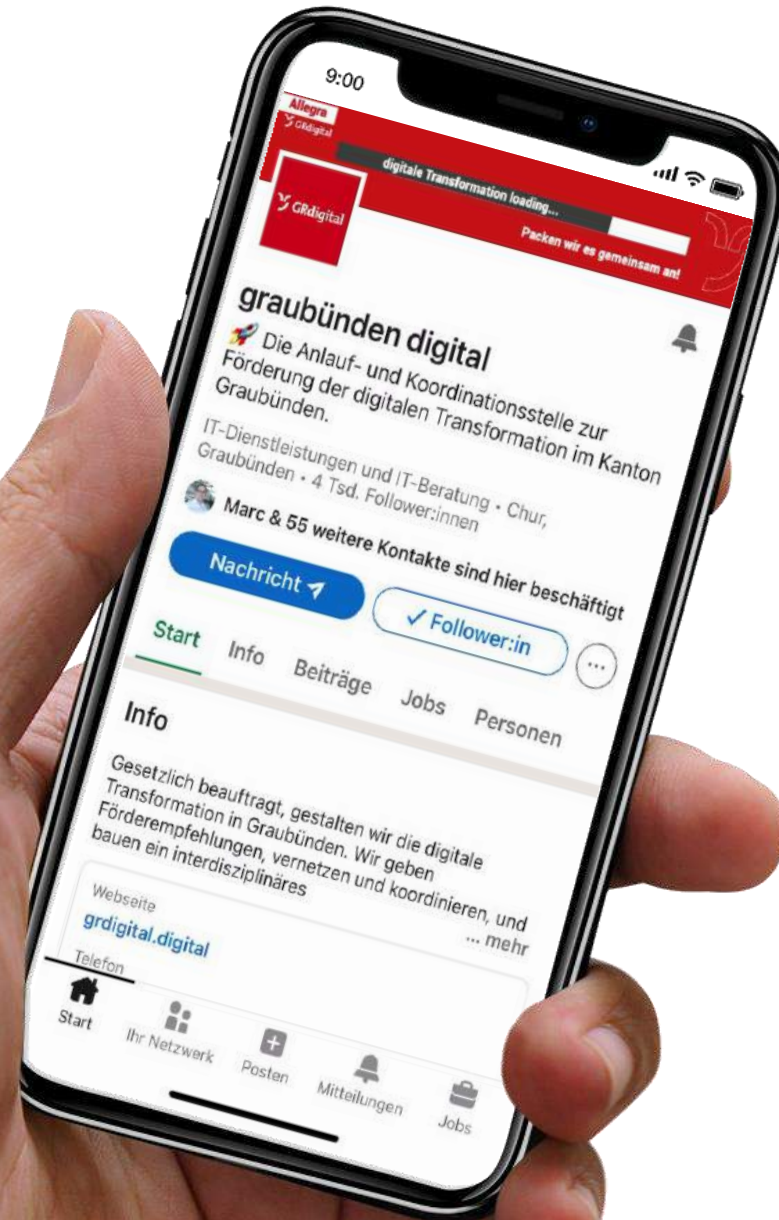 9:00
Allegra
GRdigital
digitale Transformation loading...
Packen wir es gemeinsam an!
GRdigital
graubünden digital
🚀 Die Anlauf- und Koordinationsstelle zur
Förderung der digitalen Transformation im Kanton
Graubünden.
IT-Dienstleistungen und IT-Beratung • Chur,
Graubünden • 4 Tsd. Follower:innen
Marc & 55 weitere Kontakte sind hier beschäftigt
Nachricht
✓ Follower:in
...
Start
Info
Beiträge
Jobs
Personen
Info
Gesetzlich beauftragt, gestalten wir die digitale
Transformation in Graubünden. Wir geben
Förderempfehlungen, vernetzen und koordinieren, und
bauen ein interdisziplinäres
... mehr
Webseite
grdigital.digital
Telefon
Start
Ihr Netzwerk
Posten
Mitteilungen
Jobs